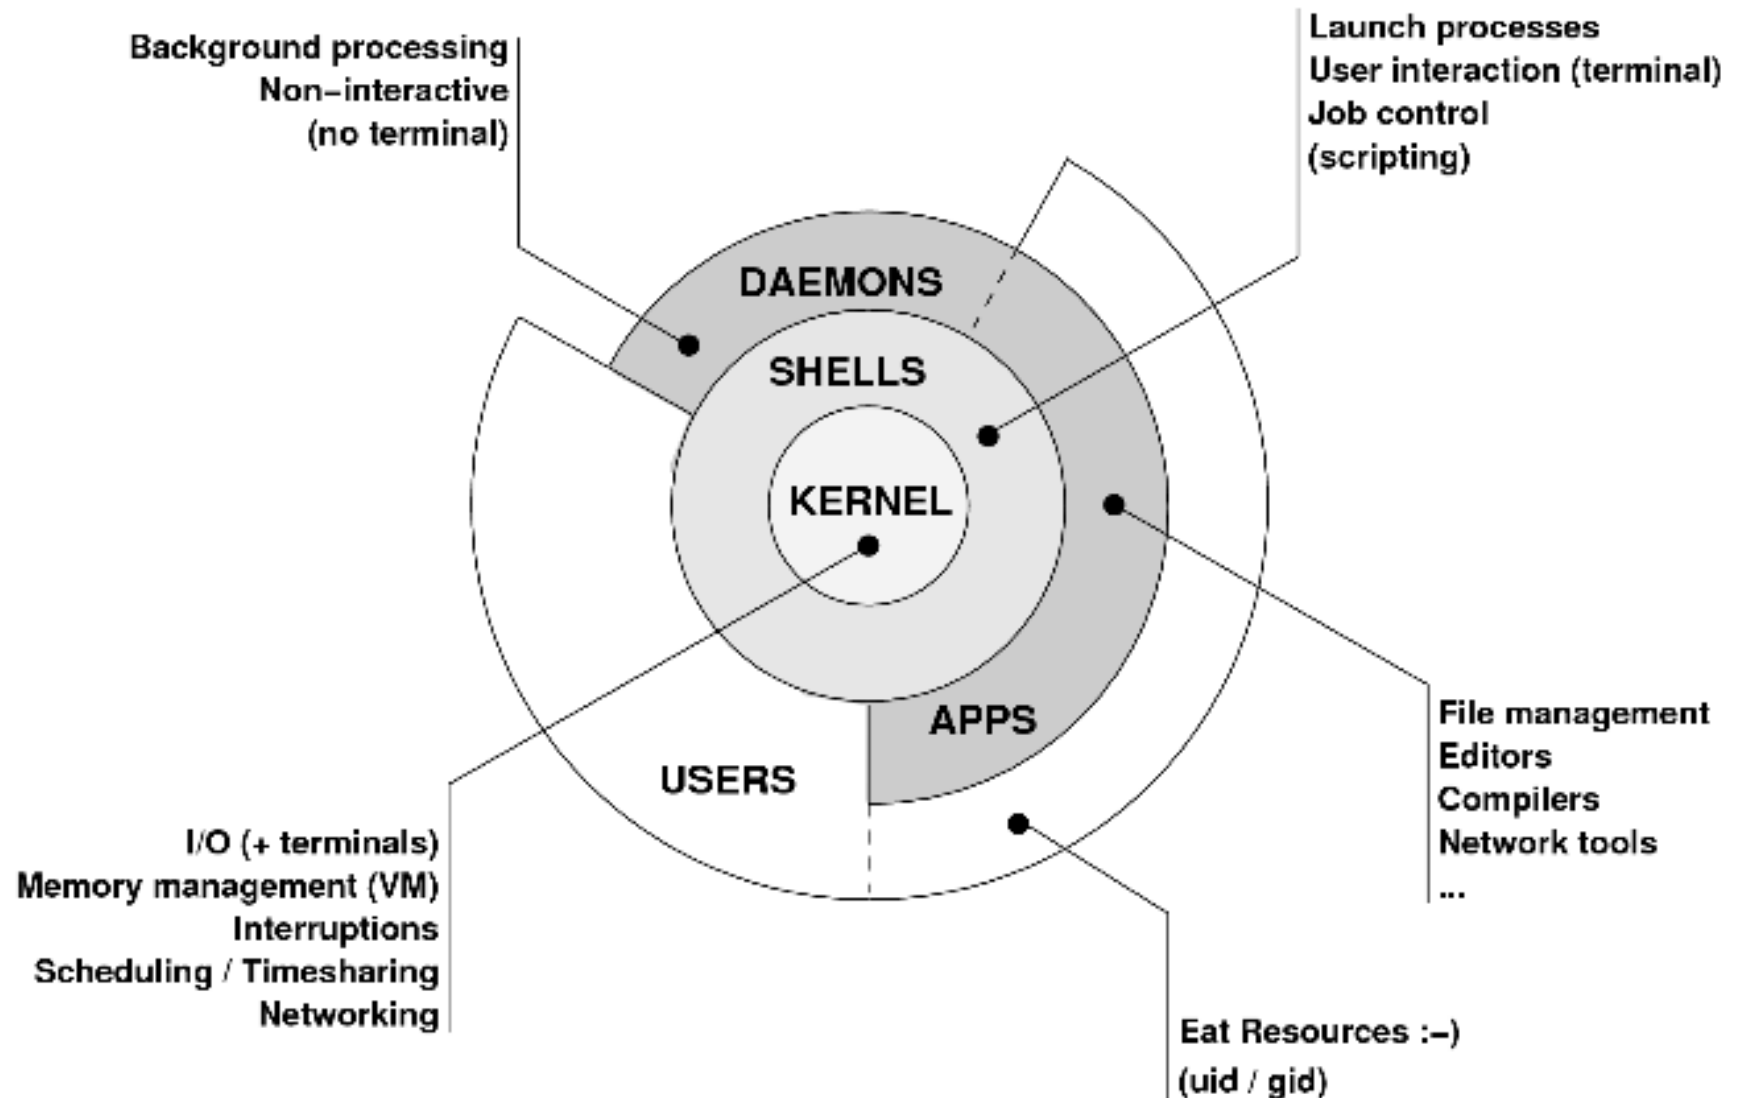 Background processing
Non-interactive
(no terminal)
Launch processes
User interaction (terminal)
Job control
(scripting)
DAEMONS
SHELLS
KERNEL
APPS
USERS
I/O (+ terminals)
Memory management (VM)
Interruptions
Scheduling / Timesharing
Networking
File management
Editors
Compilers
Network tools
...
Eat Resources :-)
(uid / gid)